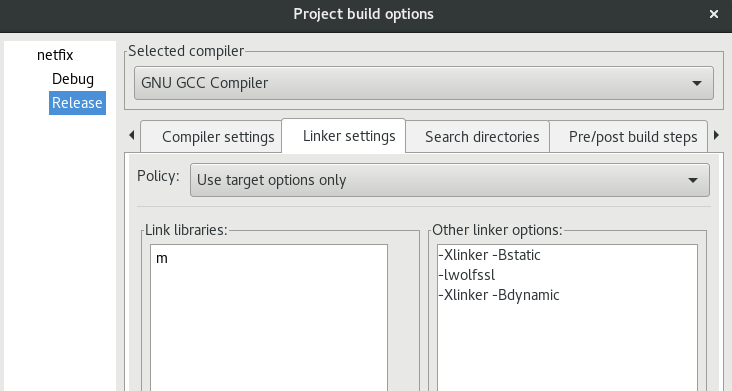 Project build options
×
netfix
Debug
Release
Selected compiler
GNU GCC Compiler
Compiler settings
Linker settings
Search directories
Pre/post build steps
Policy:
Use target options only
Link libraries:
m
Other linker options:
-Xlinker -Bstatic
-lwolfssl
-Xlinker -Bdynamic